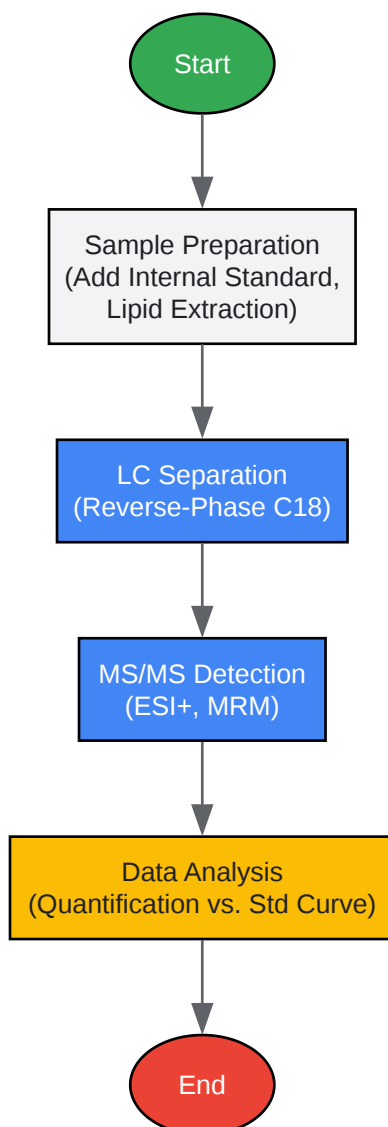 Start
Sample Preparation
(Add Internal Standard,
Lipid Extraction)
LC Separation
(Reverse-Phase C18)
MS/MS Detection
(ESI+, MRM)
Data Analysis
(Quantification vs. Std Curve)
End